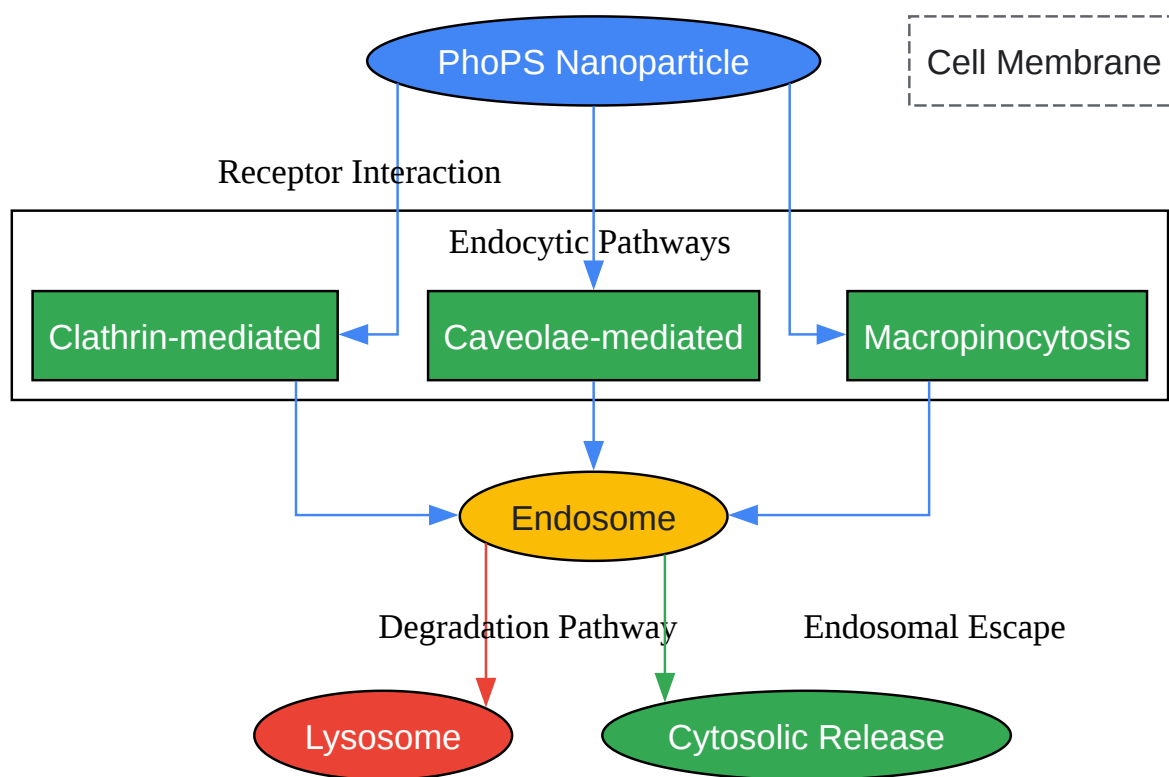 PhoPS Nanoparticle
Cell Membrane
Receptor Interaction
Endocytic Pathways
Clathrin-mediated
Caveolae-mediated
Macropinocytosis
Endosome
Degradation Pathway
Endosomal Escape
Lysosome
Cytosolic Release